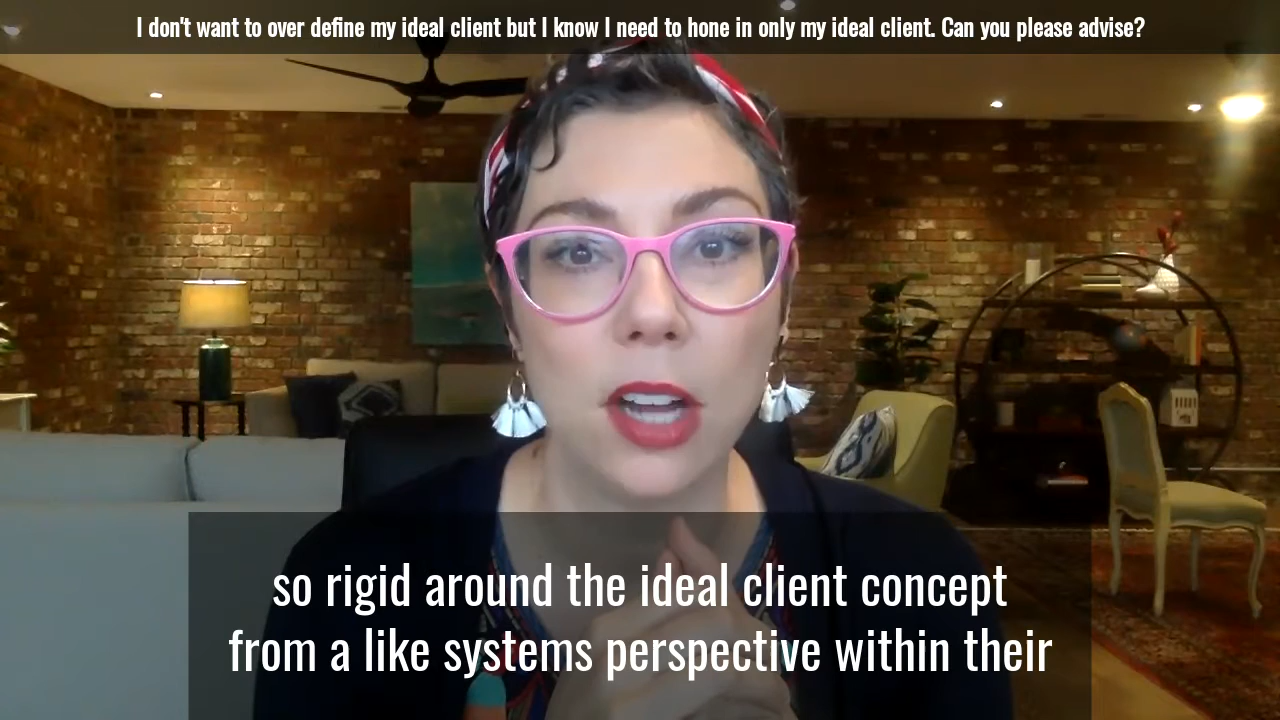 I don't want to over define my ideal client but I know I need to hone in only my ideal client. Can you please advise?
so rigid around the ideal client concept
from a like systems perspective within their